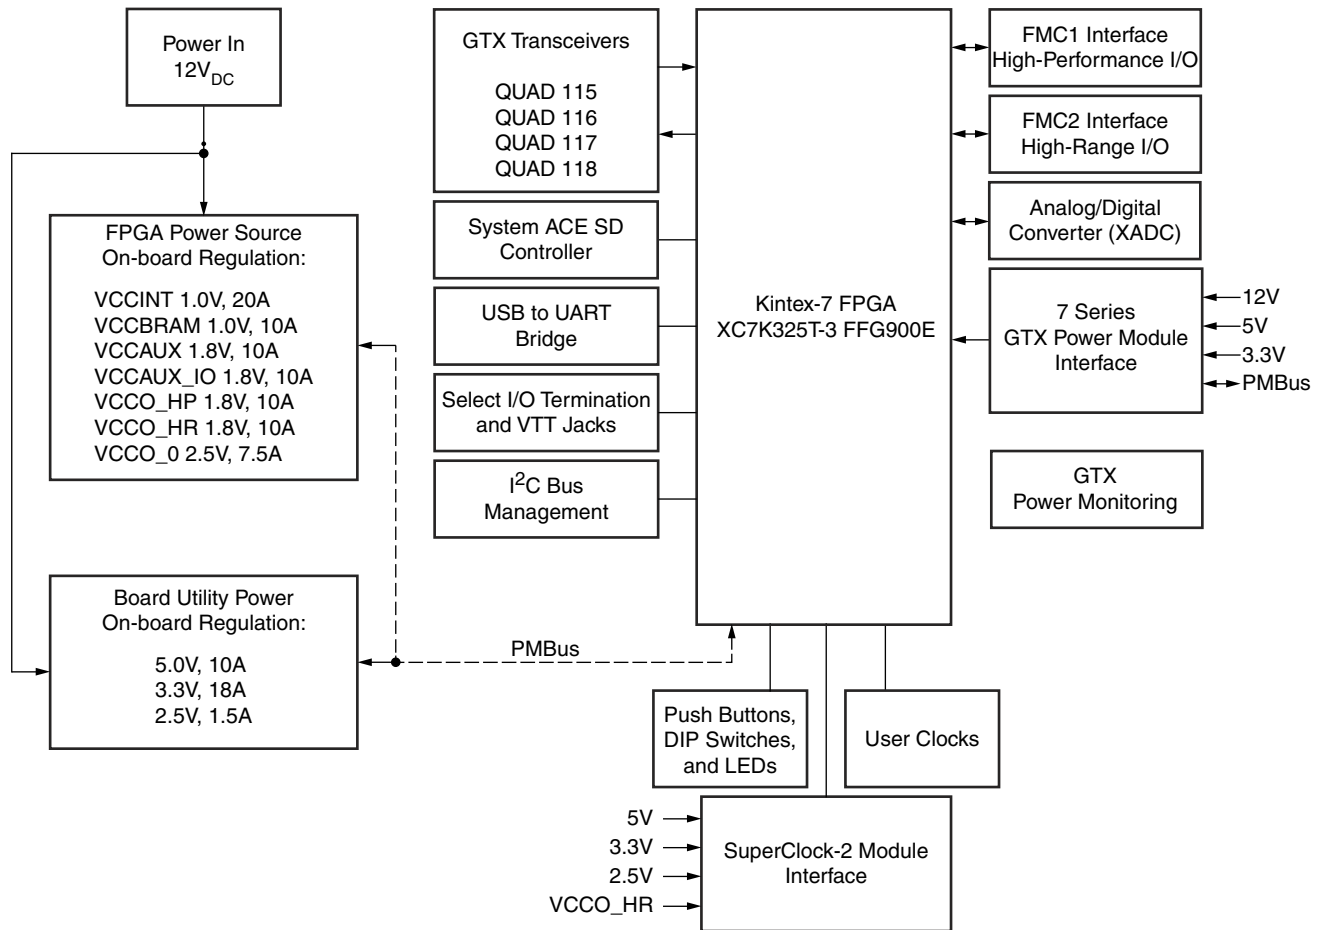 Power In
12VDC
FPGA Power Source
On-board Regulation:
VCCINT 1.0V, 20A
VCCBRAM 1.0V, 10A
VCCAUX 1.8V, 10A
VCCAUX_IO 1.8V, 10A
VCCO_HP 1.8V, 10A
VCCO_HR 1.8V, 10A
VCCO_0 2.5V, 7.5A
Board Utility Power
On-board Regulation:
5.0V, 10A
3.3V, 18A
2.5V, 1.5A
PMBus
GTX Transceivers
QUAD 115
QUAD 116
QUAD 117
QUAD 118
System ACE SD
Controller
USB to UART
Bridge
Select I/O Termination
and VTT Jacks
I2C Bus
Management
Kintex-7 FPGA
XC7K325T-3 FFG900E
FMC1 Interface
High-Performance I/O
FMC2 Interface
High-Range I/O
Analog/Digital
Converter (XADC)
7 Series
GTX Power Module
Interface
12V
5V
3.3V
PMBus
GTX
Power Monitoring
Push Buttons,
DIP Switches,
and LEDs
User Clocks
5V
3.3V
2.5V
VCCO_HR
SuperClock-2 Module
Interface